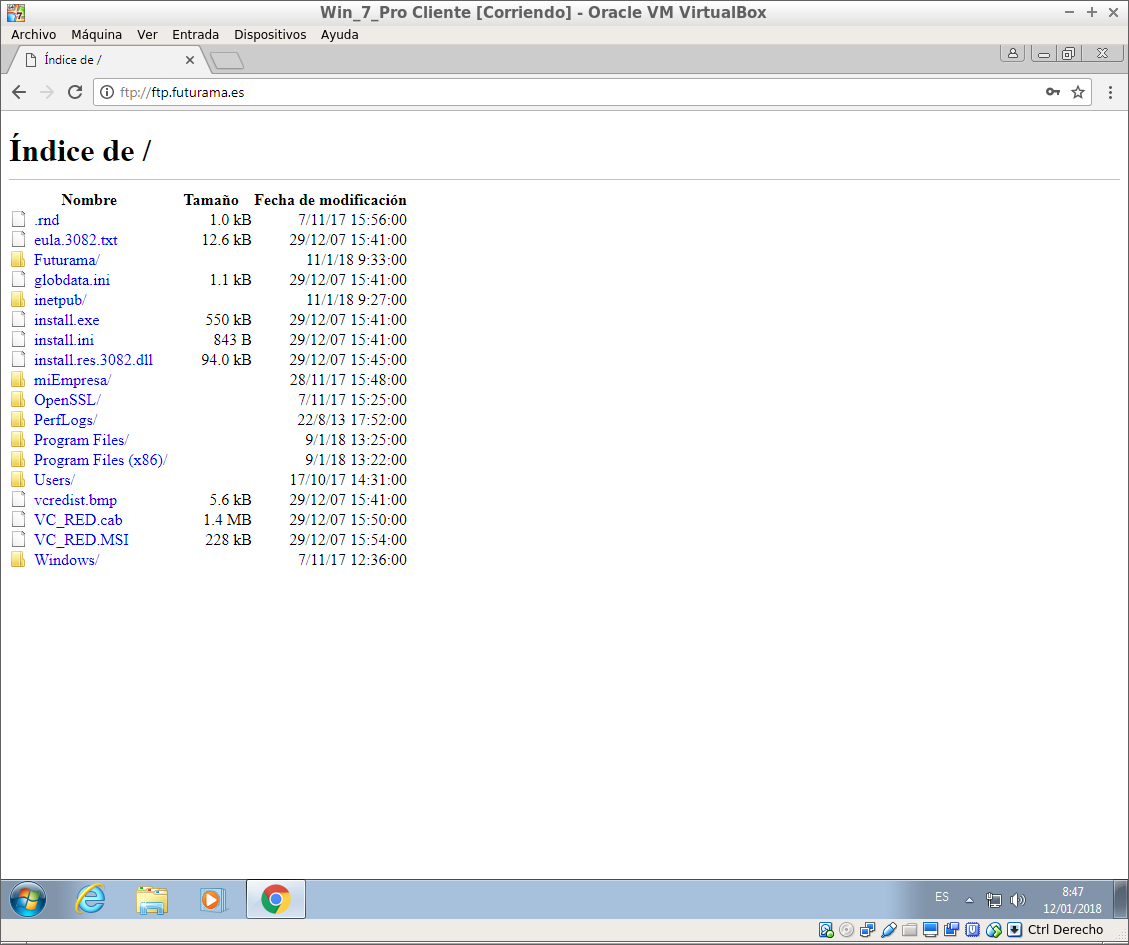 Win_7_Pro Cliente [Corriendo] - Oracle VM VirtualBox
Archivo Máquina Ver Entrada Dispositivos Ayuda
Índice de /
ftp://ftp.futurama.es
Índice de /
Nombre Tamaño Fecha de modificación
.rnd 1.0 kB 7/11/17 15:56:00
eula.3082.txt 12.6 kB 29/12/07 15:41:00
Futurama/ 11/1/18 9:33:00
globdata.ini 1.1 kB 29/12/07 15:41:00
inetpub/ 11/1/18 9:27:00
install.exe 550 kB 29/12/07 15:41:00
install.ini 843 B 29/12/07 15:41:00
install.res.3082.dll 94.0 kB 29/12/07 15:45:00
miEmpresa/ 28/11/17 15:48:00
OpenSSL/ 7/11/17 15:25:00
PerfLogs/ 22/8/13 17:52:00
Program Files/ 9/1/18 13:25:00
Program Files (x86)/ 9/1/18 13:22:00
Users/ 17/10/17 14:31:00
vcredist.bmp 5.6 kB 29/12/07 15:41:00
VC_RED.cab 1.4 MB 29/12/07 15:50:00
VC_RED.MSI 228 kB 29/12/07 15:54:00
Windows/ 7/11/17 12:36:00
ES 8:47
12/01/2018
Ctrl Derecho